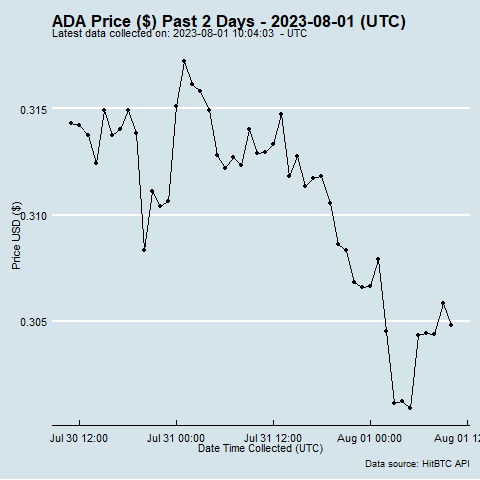 ADA Price ($) Past 2 Days - 2023-08-01 (UTC)
Latest data collected on: 2023-08-01 10:04:03 - UTC
0.315
0.310
0.305
Price USD ($)
Jul 30 12:00 Jul 31 00:00 Jul 31 12:00 Aug 01 00:00 Aug 01 12
Date Time Collected (UTC)
Data source: HitBTC API